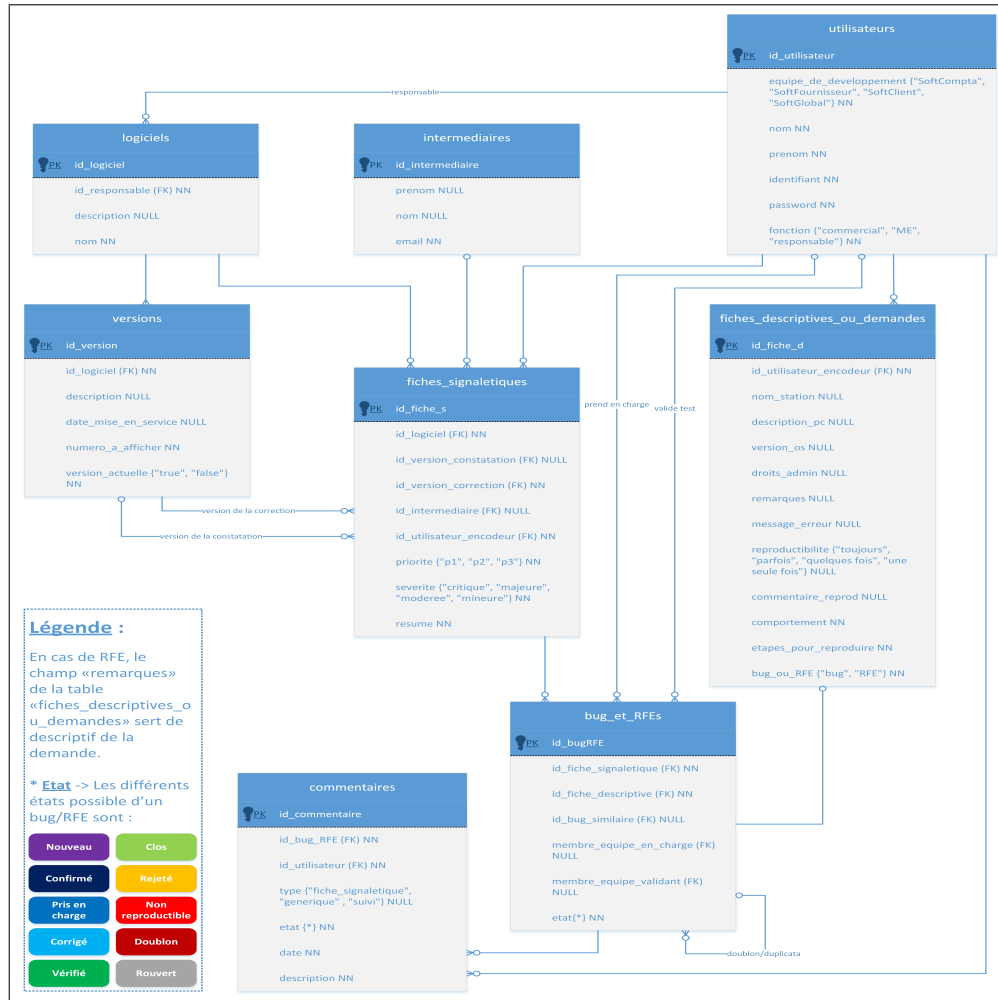 utilisateurs
PK id_utilisateur
equipe_de_developpement {"SoftCompta",
"SoftFournisseur", "SoftClient",
"SoftGlobal"} NN
nom NN
prenom NN
identifiant NN
password NN
fonction {"commercial", "ME",
"responsable"} NN
responsable
logiciels
PK id_logiciel
id_responsable (FK) NN
description NULL
nom NN
intermediaires
PK id_intermediaire
prenom NULL
nom NULL
email NN
versions
PK id_version
id_logiciel (FK) NN
description NULL
date_mise_en_service NULL
numero_a_afficher NN
version_actuelle {"true", "false"}
NN
version de la correction
version de la constatation
fiches_signaletiques
PK id_fiche_s
id_logiciel (FK) NN
id_version_constatation (FK) NULL
id_version_correction (FK) NN
id_intermediaire (FK) NULL
id_utilisateur_encodeur (FK) NN
priorite {"p1", "p2", "p3"} NN
severite {"critique", "majeure",
"moderee", "mineure"} NN
resume NN
prend en charge
valide test
fiches_descriptives_ou_demandes
PK id_fiche_d
id_utilisateur_encodeur (FK) NN
nom_station NULL
description_pc NULL
version_os NULL
droits_admin NULL
remarques NULL
message_erreur NULL
reproductibilite {"toujours",
"parfois", "quelques fois", "une
seule fois"} NULL
commentaire_reprod NULL
comportement NN
etapes_pour_reproduire NN
bug_ou_RFE {"bug", "RFE"} NN
Légende :
En cas de RFE, le
champ «remarques»
de la table
«fiches_descriptives_o
u_demandes» sert de
descriptif de la
demande.
* Etat -> Les différents
états possible d'un
bug/RFE sont :
Nouveau
Clos
Confirmé
Rejeté
Pris en
charge
Non
reproductible
Corrigé
Doublon
Vérifié
Rouvert
commentaires
PK id_commentaire
id_bug_RFE (FK) NN
id_utilisateur (FK) NN
type {"fiche_signaletique",
"generique" , "suivi"} NULL
etat {*} NN
date NN
description NN
bug_et_RFEs
PK id_bugRFE
id_fiche_signaletique (FK) NN
id_fiche_descriptive (FK) NN
id_bug_similaire (FK) NULL
membre_equipe_en_charge (FK)
NULL
membre_equipe_validant (FK)
NULL
etat{*} NN
doublon/duplicata